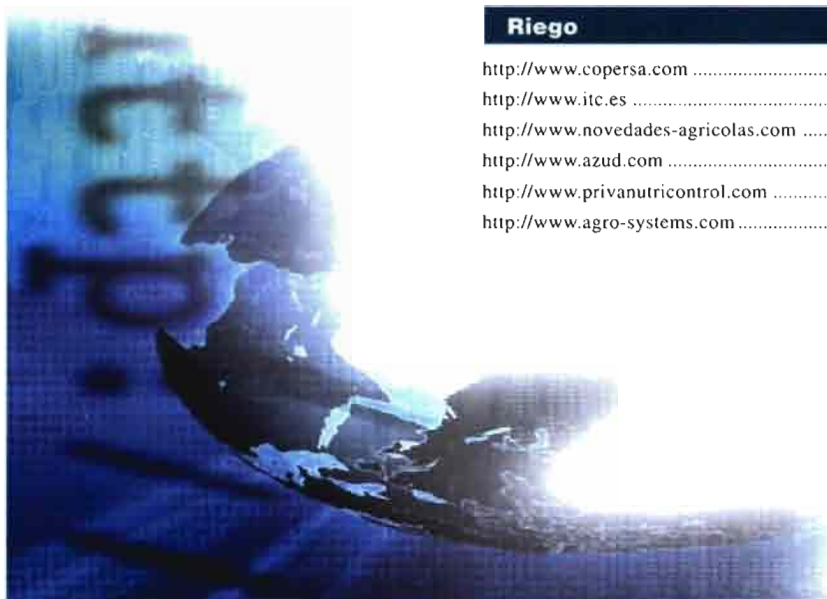 http://
Riego
http://www.copersa.com ...........................
http://www.itc.es .......................................
http://www.novedades-agricolas.com .....
http://www.azud.com ................................
http://www.privanutricontrol.com ...........
http://www.agro-systems.com ..................